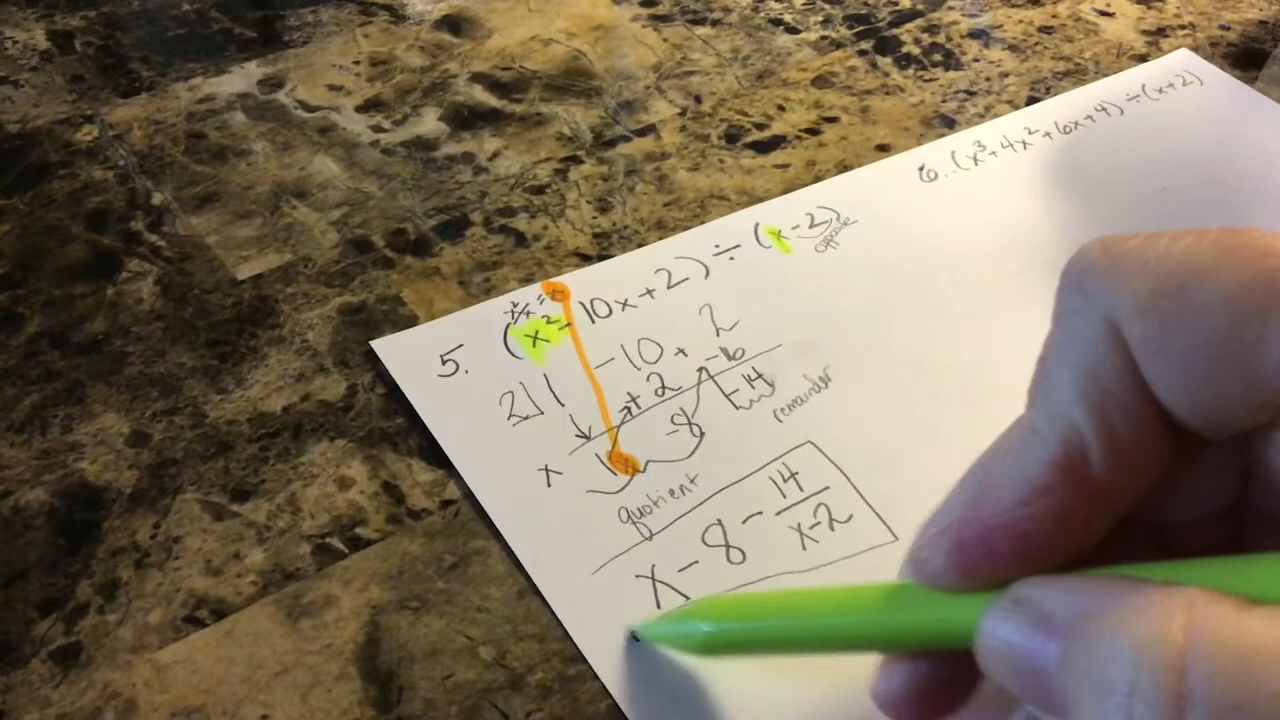 6. (x³+4x²+6x+4) ÷ (x+2)
5. (x² - 10x+2) ÷ (x-2)
opposite
2 1 -10 + 2
+2 -16
x 1 -8 -14
remainder
quotient
x - 8 - 14/(x-2)